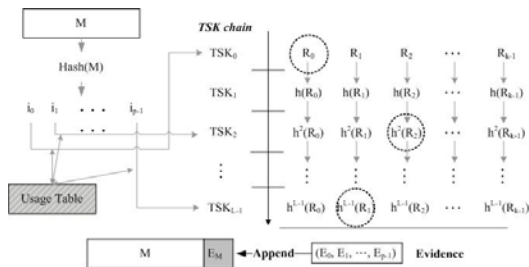 M
TSK chain
Hash(M)
TSK0 R0 R1 R2 ··· Rk-1
TSK1 h(R0) h(R1) h(R2) ··· h(Rk-1)
i0 i1 ··· ip-1
TSK2 h²(R0) h²(R1) h²(R2) ··· h²(Rk-1)
Usage Table
TSKL-1 hL-1(R0) hL-1(R1) hL-1(R2) ··· hL-1(Rk-1)
M EM Append (E0, E1, ···, Ep-1) Evidence